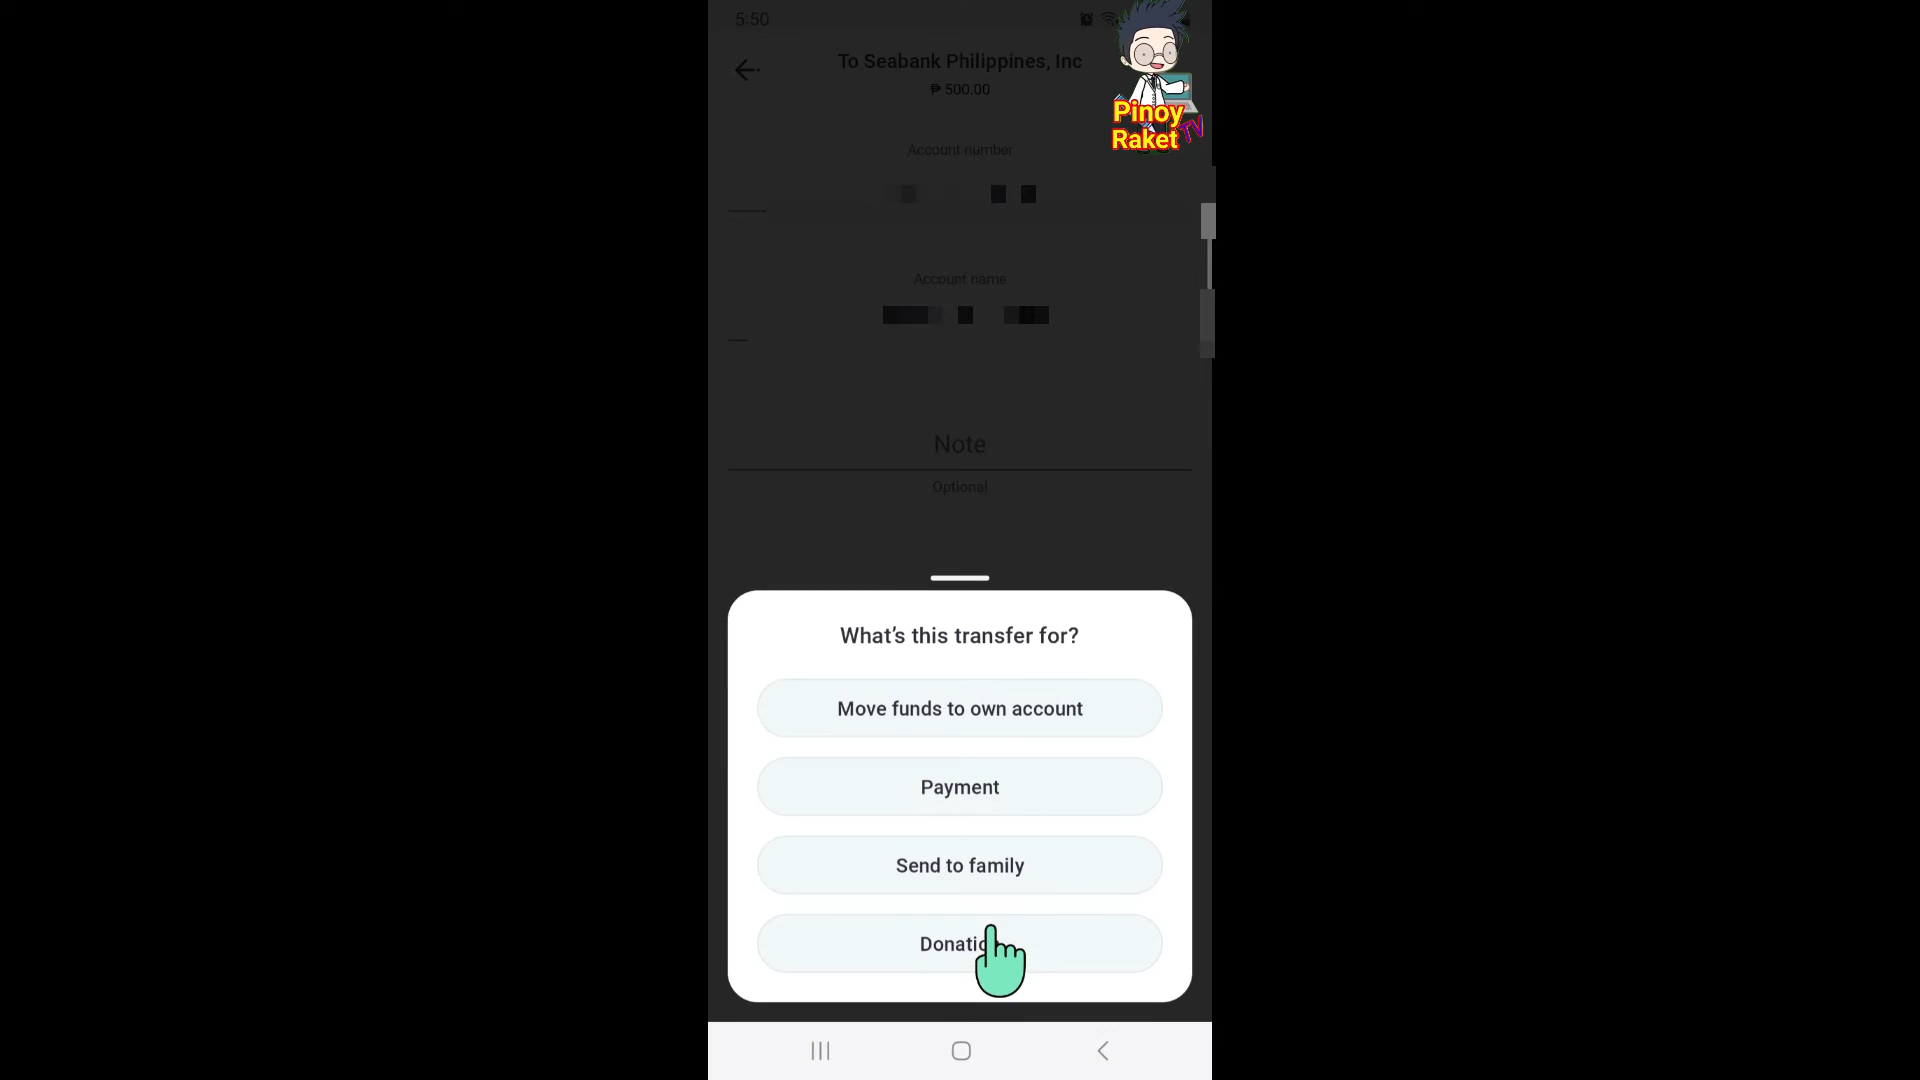 5:50
To Seabank Philippines, Inc
₱ 500.00
Pinoy
Raket TV
Account number
Account name
Note
Optional
What's this transfer for?
Move funds to own account
Payment
Send to family